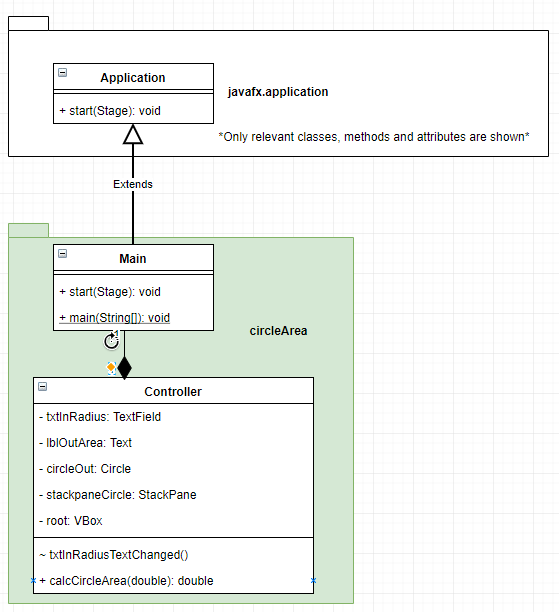 Application
+ start(Stage): void
javafx.application
*Only relevant classes, methods and attributes are shown*
Extends
Main
+ start(Stage): void
+ main(String[]): void
circleArea
Controller
- txtInRadius: TextField
- lblOutArea: Text
- circleOut: Circle
- stackpaneCircle: StackPane
- root: VBox
~ txtInRadiusTextChanged()
+ calcCircleArea(double): double